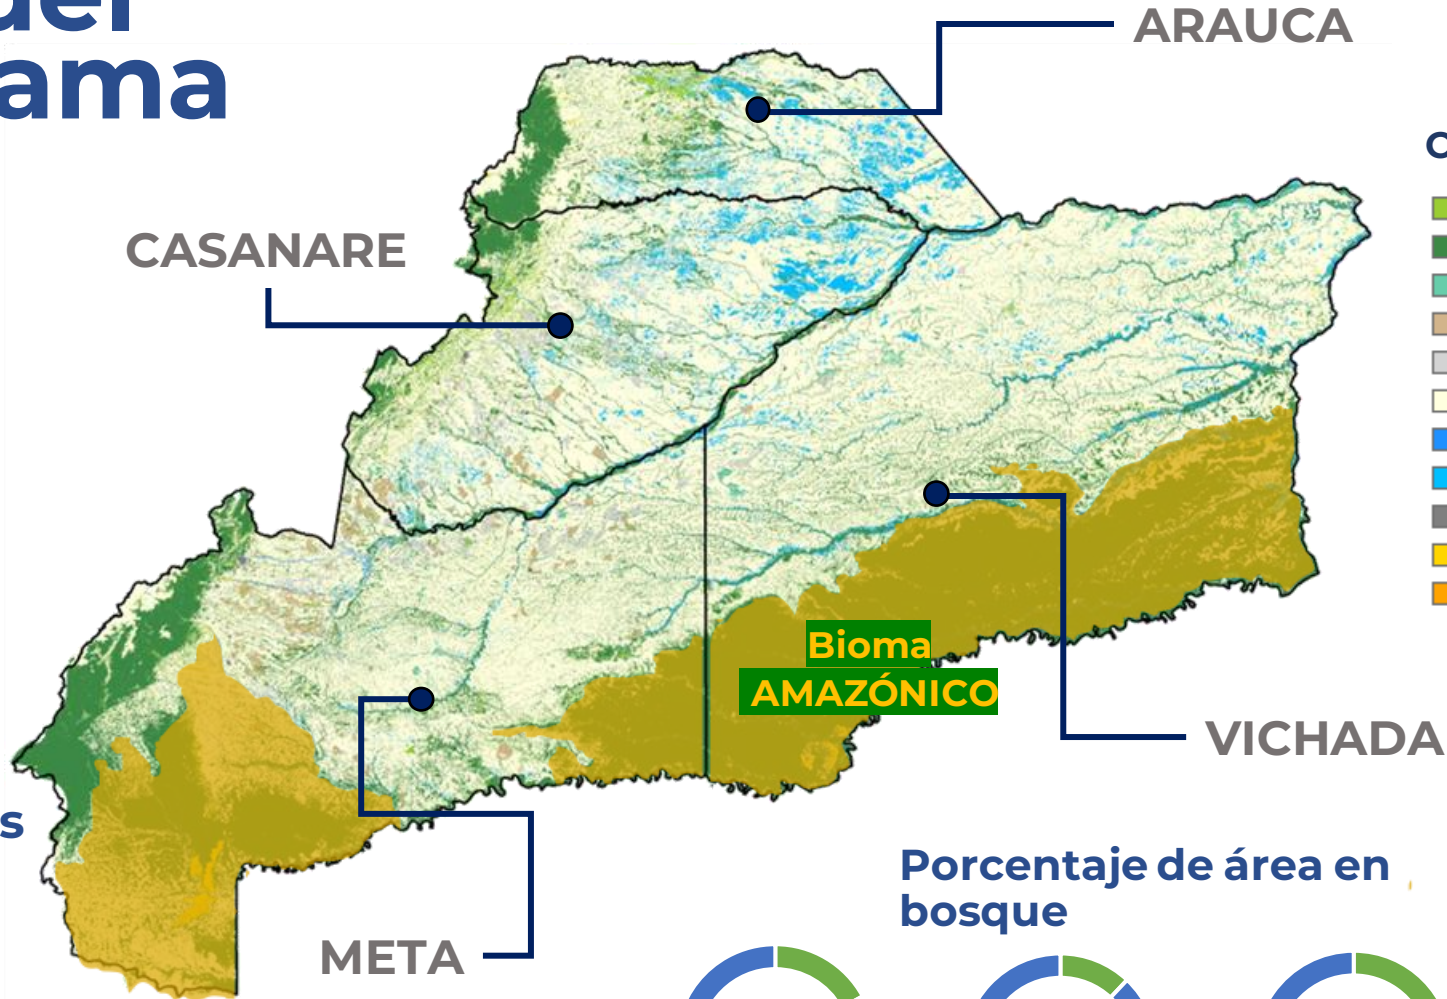 ama
ARAUCA
CASANARE
Bioma
AMAZÓNICO
VICHADA
s
META
Porcentaje de área en
bosque